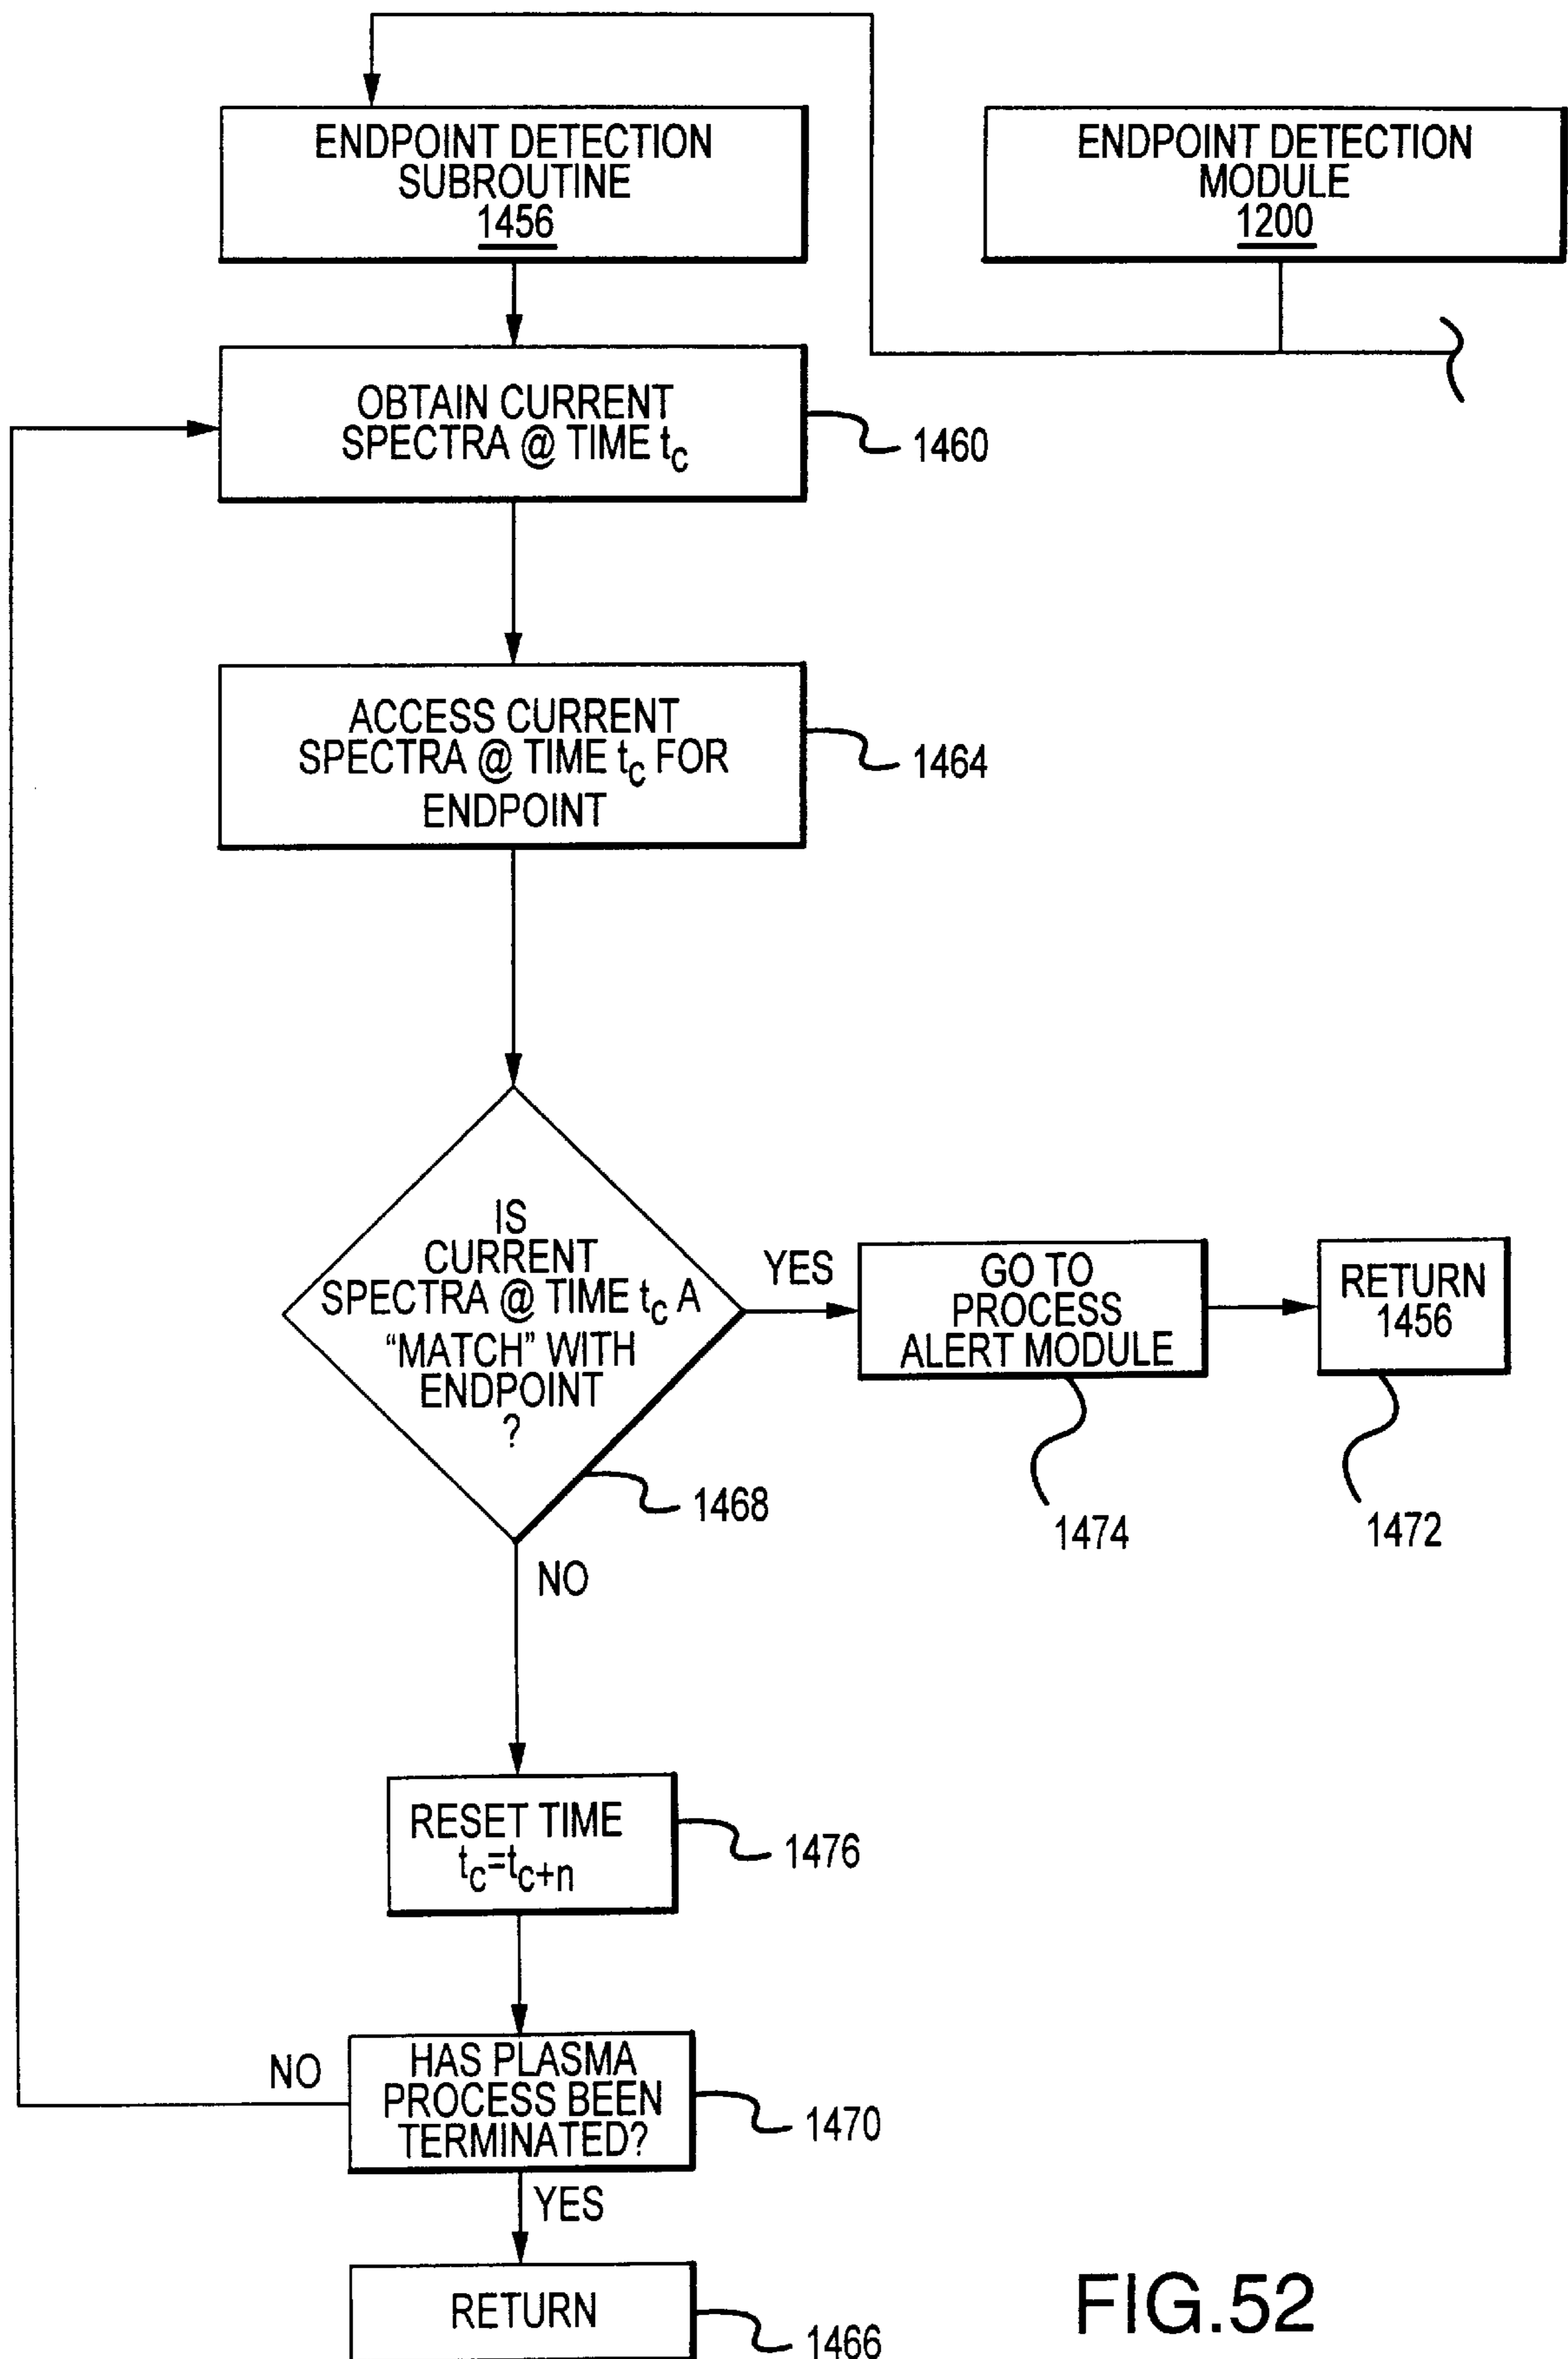 ENDPOINT DETECTION
SUBROUTINE
1456
ENDPOINT DETECTION
MODULE
1200
OBTAIN CURRENT
SPECTRA @ TIME tc
1460
ACCESS CURRENT
SPECTRA @ TIME tc FOR
ENDPOINT
1464
IS
CURRENT
SPECTRA @ TIME tc A
“MATCH” WITH
ENDPOINT
?
1468
YES
GO TO
PROCESS
ALERT MODULE
1474
RETURN
1456
1472
NO
RESET TIME
tc=tc+n
1476
HAS PLASMA
PROCESS BEEN
TERMINATED?
1470
NO
YES
RETURN
1466
FIG.52